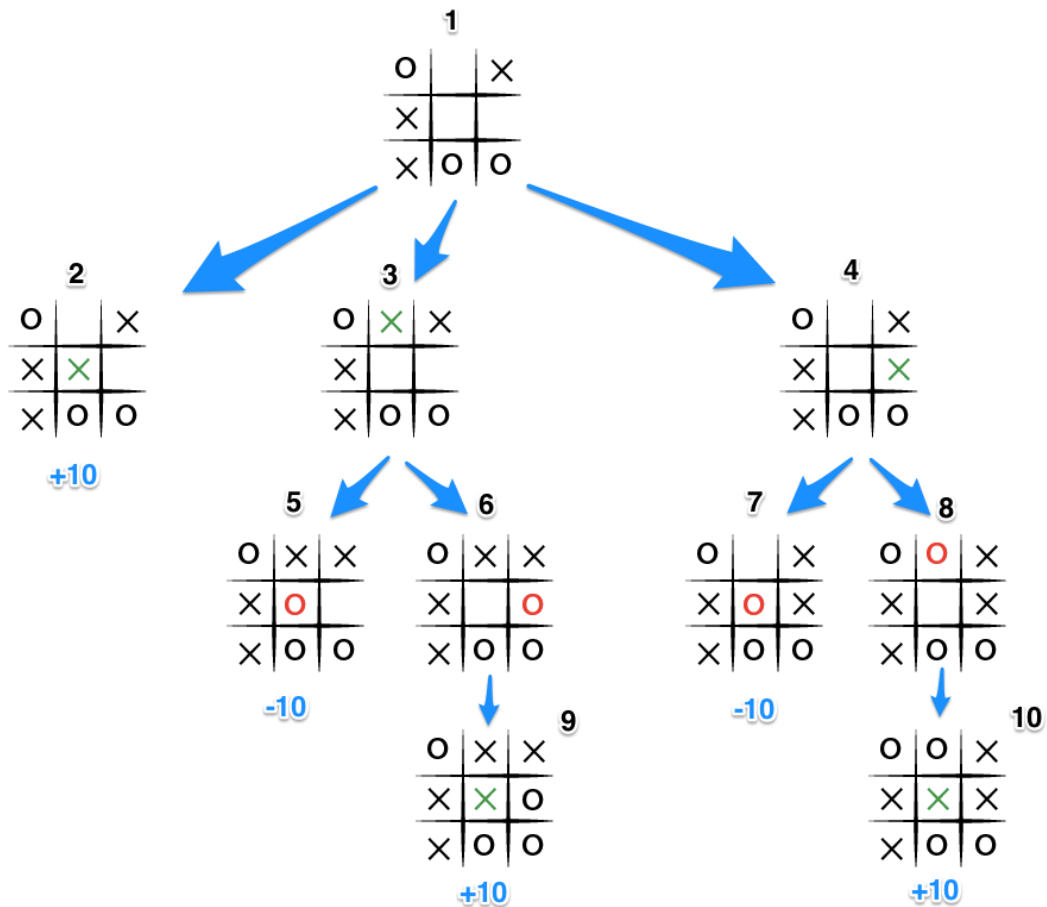 1
O X
X
X O O
2 3 4
O X
X X
X O O
+10
O X X
X
X O O
O X
X X
X O O
5 6 7 8
O X X
X O
X O O
-10
O X X
X O
X O O
O X
X O X
X O O
-10
O O X
X X
X O O
9 10
O X X
X X O
X O O
+10
O O X
X X X
X O O
+10